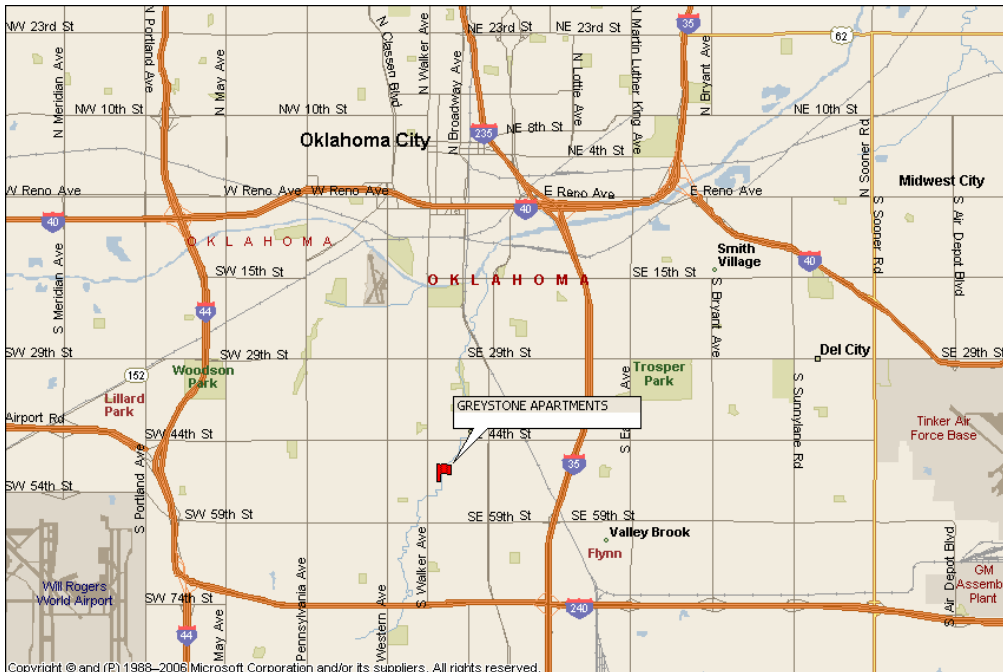 NW 23rd St
N Portland Ave
N Meridian Ave
N May Ave
N Classen Blvd
N Walker Ave
N Broadway Ave
NE 23rd St
N Lottie Ave
N Martin Luther King Ave
NE 23rd St
35
N Bryant Ave
62
NW 10th St
NW 10th St
NE 10th St
Oklahoma City
235
NE 8th St
NE 4th St
N Sooner Rd
Midwest City
W Reno Ave
W Reno Ave
W Reno Ave
E Reno Ave
E Reno Ave
40
40
OKLAHOMA
S Meridian Ave
S Sooner Rd
S Air Depot Blvd
Smith
Village
40
SW 15th St
OKLAHOMA
SE 15th St
S Bryant Ave
44
SW 29th St
SW 29th St
SE 29th St
Del City
SE 29th St
152
Woodson
Park
Trosper
Park
Lillard
Park
S Sunnylane Rd
GREYSTONE APARTMENTS
Airport Rd
SW 44th St
SE 44th St
Tinker Air
Force Base
35
S Portland Ave
SW 54th St
SW 59th St
SE 59th St
SE 59th St
Valley Brook
Flynn
S Walker Ave
S Air Depot Blvd
Will Rogers
World Airport
SW 74th St
Pennsylvania Ave
Western Ave
240
GM
Assemb
Plant
44
May Ave
Copyright © and (P) 1988–2006 Microsoft Corporation and/or its suppliers. All rights reserved.